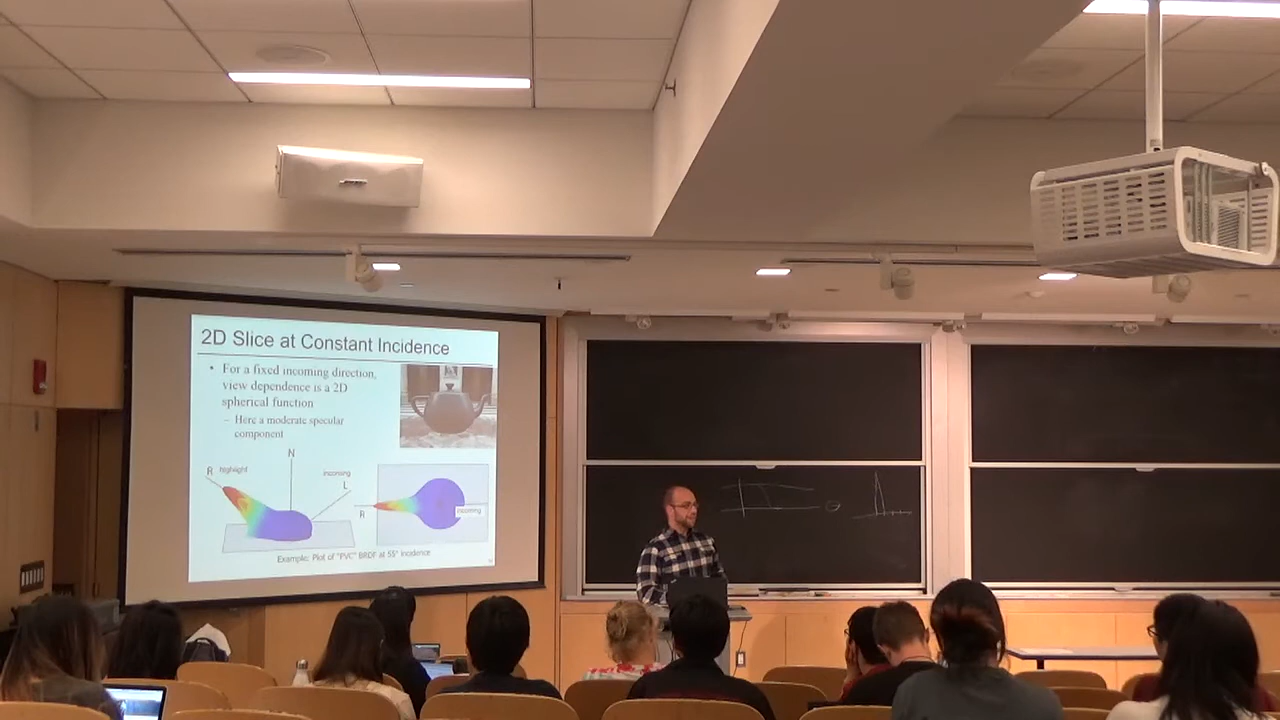 2D Slice at Constant Incidence
• For a fixed incoming direction,
view dependence is a 2D
spherical function
– Here a moderate specular
component
N
R highlight
incoming
L
R
incoming
Example: Plot of "PVC" BRDF at 55° incidence